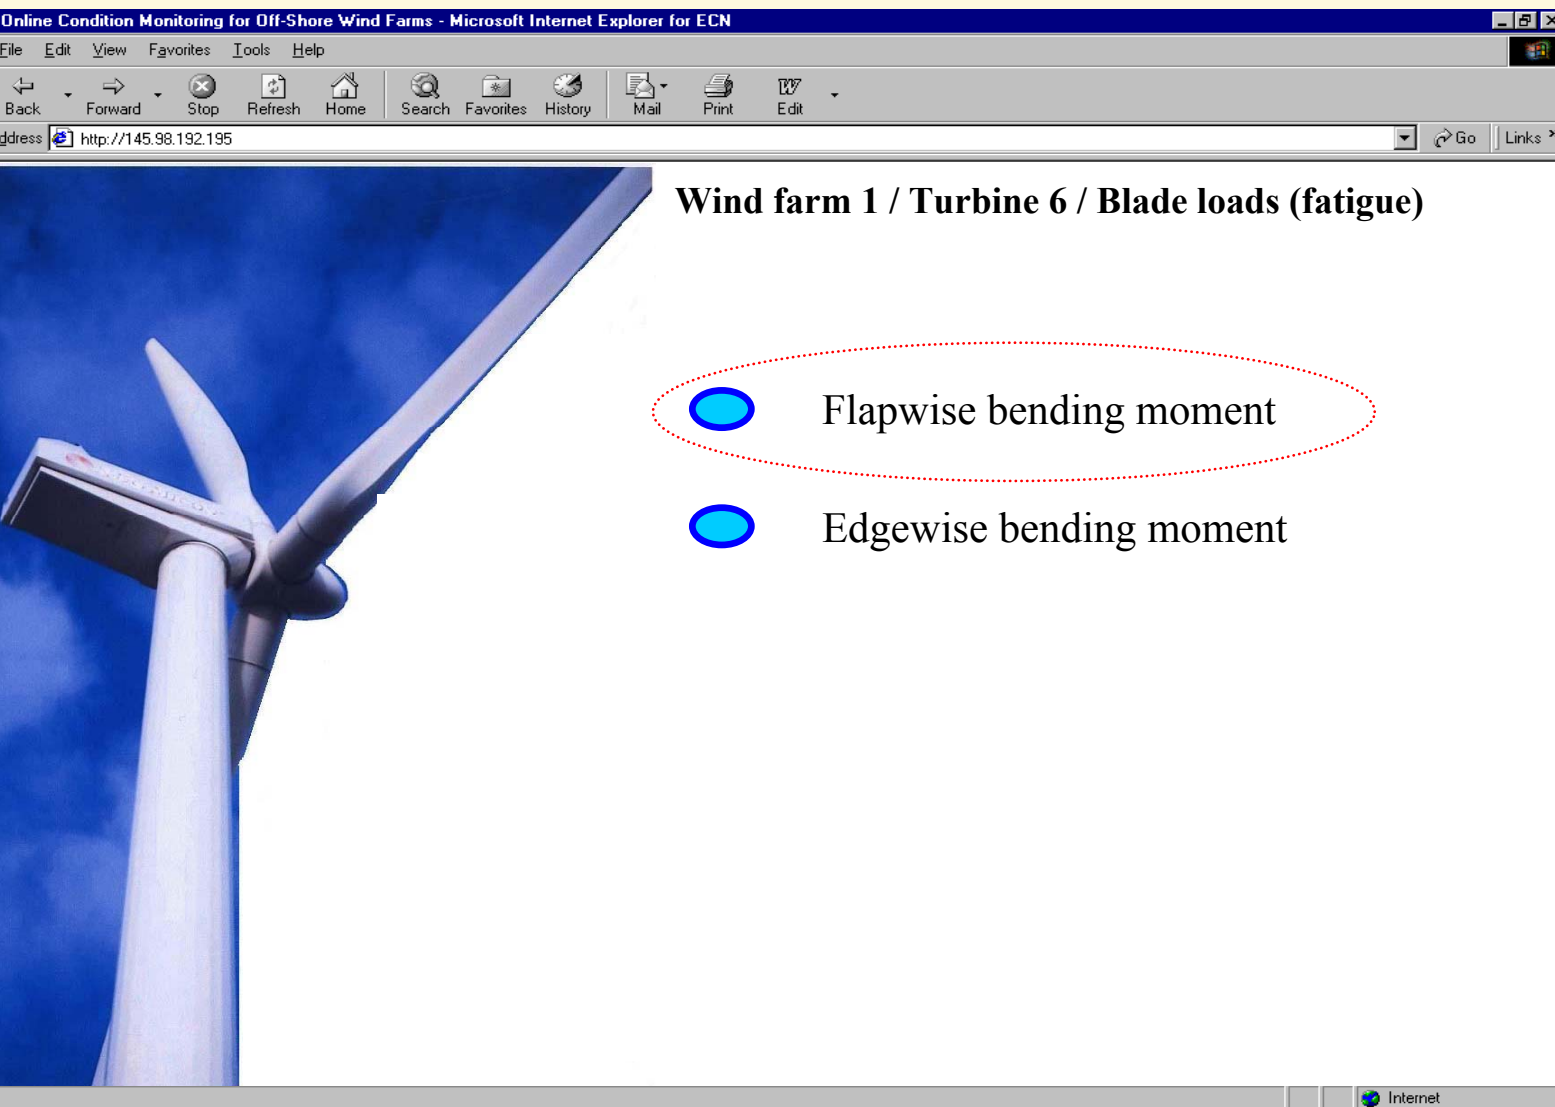 Online Condition Monitoring for Off-Shore Wind Farms - Microsoft Internet Explorer for ECN
File Edit View Favorites Tools Help
Back Forward Stop Refresh Home Search Favorites History Mail Print Edit
ddress http://145.98.192.195 Go Links
Wind farm 1 / Turbine 6 / Blade loads (fatigue)
Flapwise bending moment
Edgewise bending moment
Internet